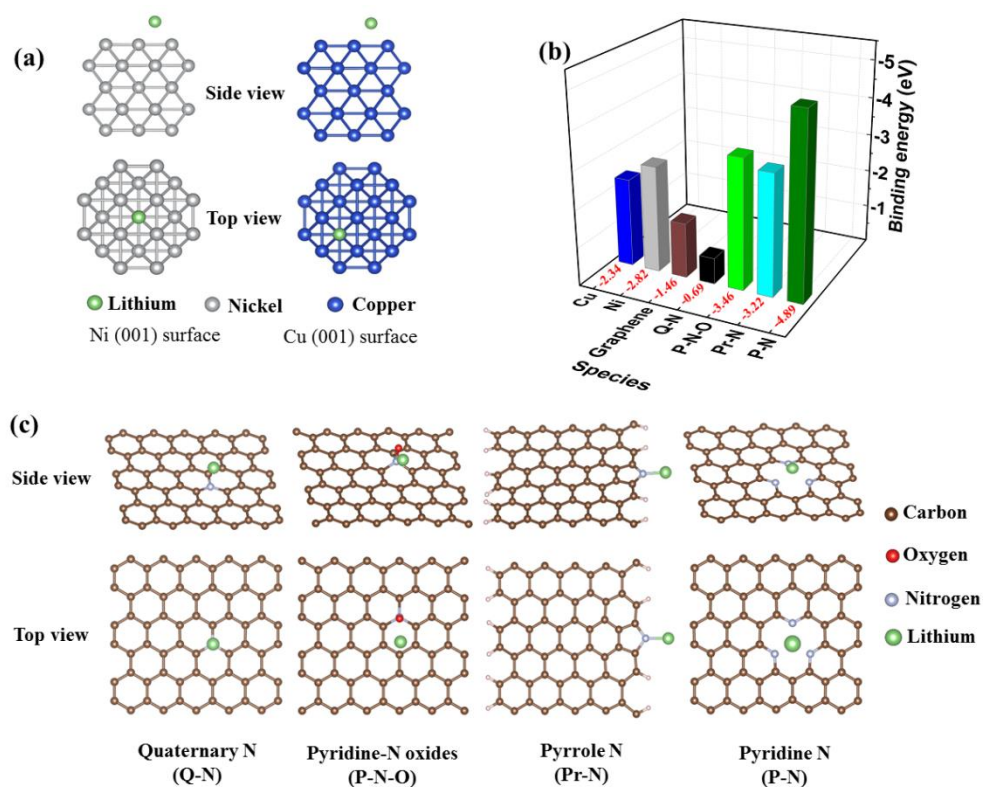 (a)
Side view
Top view
Lithium Nickel Copper
Ni (001) surface Cu (001) surface
(b)
-5
-4
-3
-2
-1
Binding energy (eV)
-2.34
-2.82
-1.46
-0.69
-3.46
-3.22
-4.89
Cu
Ni
Graphene
Q-N
P-N-O
Pr-N
P-N
Species
(c)
Side view
Top view
Carbon
Oxygen
Nitrogen
Lithium
Quaternary N
(Q-N)
Pyridine-N oxides
(P-N-O)
Pyrrole N
(Pr-N)
Pyridine N
(P-N)